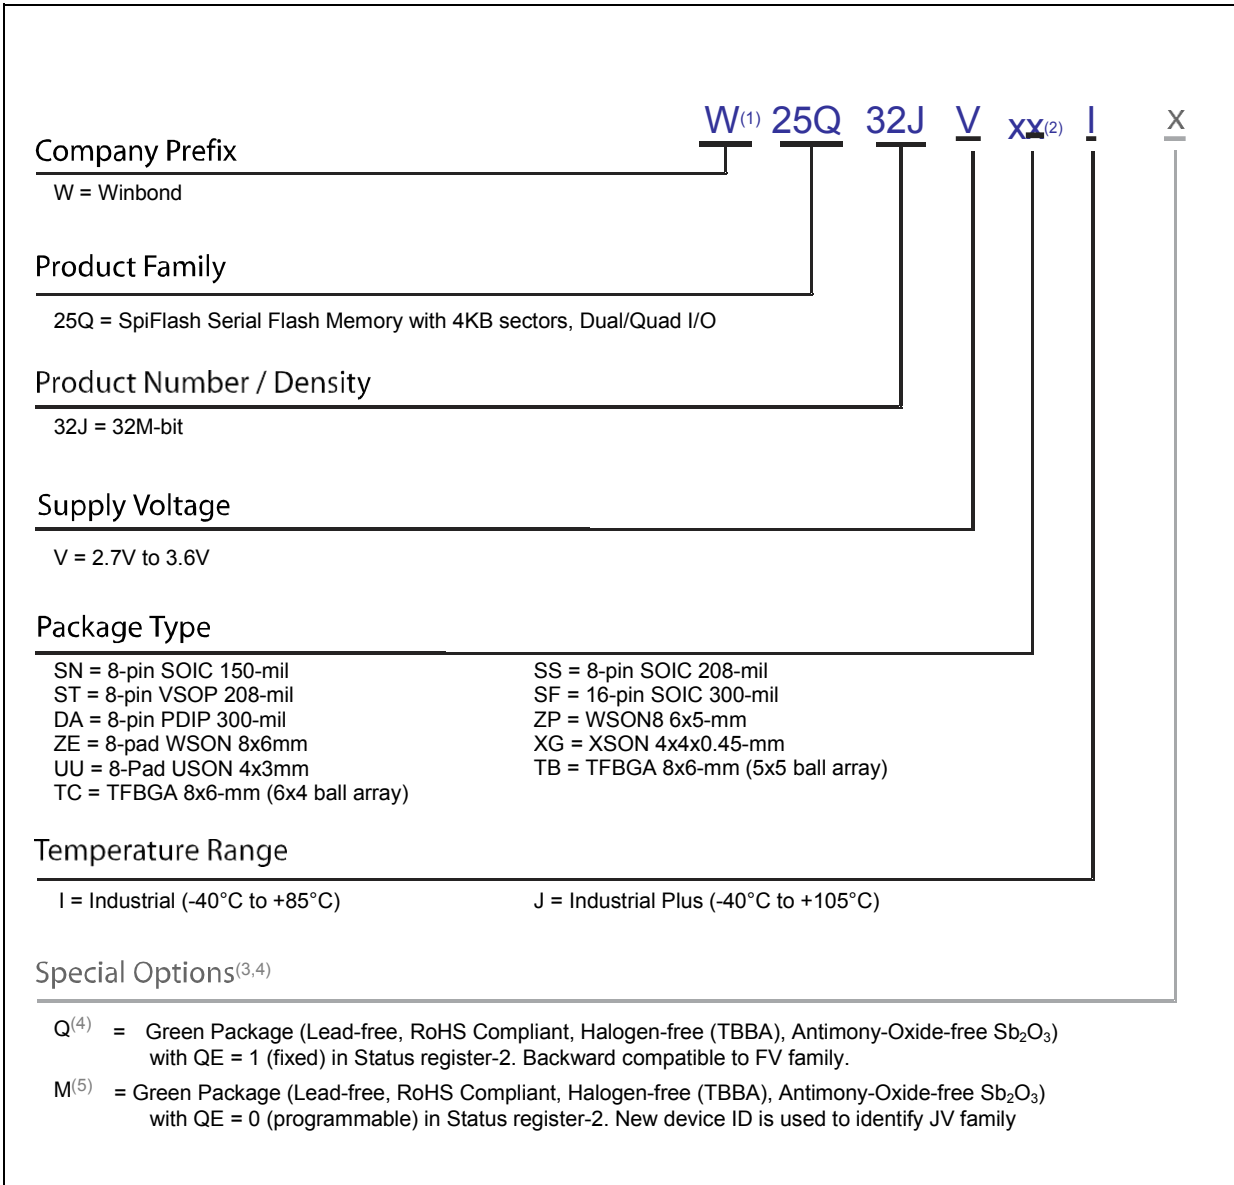 W(1) 25Q 32J V xx(2) I x
Company Prefix
W = Winbond
Product Family
25Q = SpiFlash Serial Flash Memory with 4KB sectors, Dual/Quad I/O
Product Number / Density
32J = 32M-bit
Supply Voltage
V = 2.7V to 3.6V
Package Type
SN = 8-pin SOIC 150-mil SS = 8-pin SOIC 208-mil
ST = 8-pin VSOP 208-mil SF = 16-pin SOIC 300-mil
DA = 8-pin PDIP 300-mil ZP = WSON8 6x5-mm
ZE = 8-pad WSON 8x6mm XG = XSON 4x4x0.45-mm
UU = 8-Pad USON 4x3mm TB = TFBGA 8x6-mm (5x5 ball array)
TC = TFBGA 8x6-mm (6x4 ball array)
Temperature Range
I = Industrial (-40°C to +85°C) J = Industrial Plus (-40°C to +105°C)
Special Options(3,4)
Q(4) = Green Package (Lead-free, RoHS Compliant, Halogen-free (TBBA), Antimony-Oxide-free Sb₂O₃)
with QE = 1 (fixed) in Status register-2. Backward compatible to FV family.
M(5) = Green Package (Lead-free, RoHS Compliant, Halogen-free (TBBA), Antimony-Oxide-free Sb₂O₃)
with QE = 0 (programmable) in Status register-2. New device ID is used to identify JV family